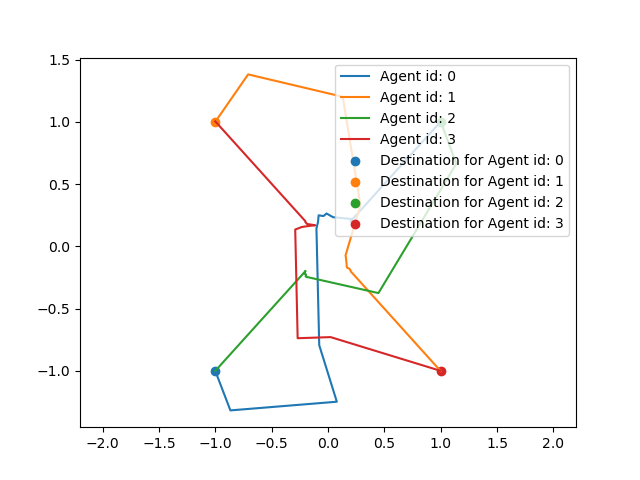 Agent id: 0
Agent id: 1
Agent id: 2
Agent id: 3
Destination for Agent id: 0
Destination for Agent id: 1
Destination for Agent id: 2
Destination for Agent id: 3
1.5
1.0
0.5
0.0
−0.5
−1.0
−2.0 −1.5 −1.0 −0.5 0.0 0.5 1.0 1.5 2.0